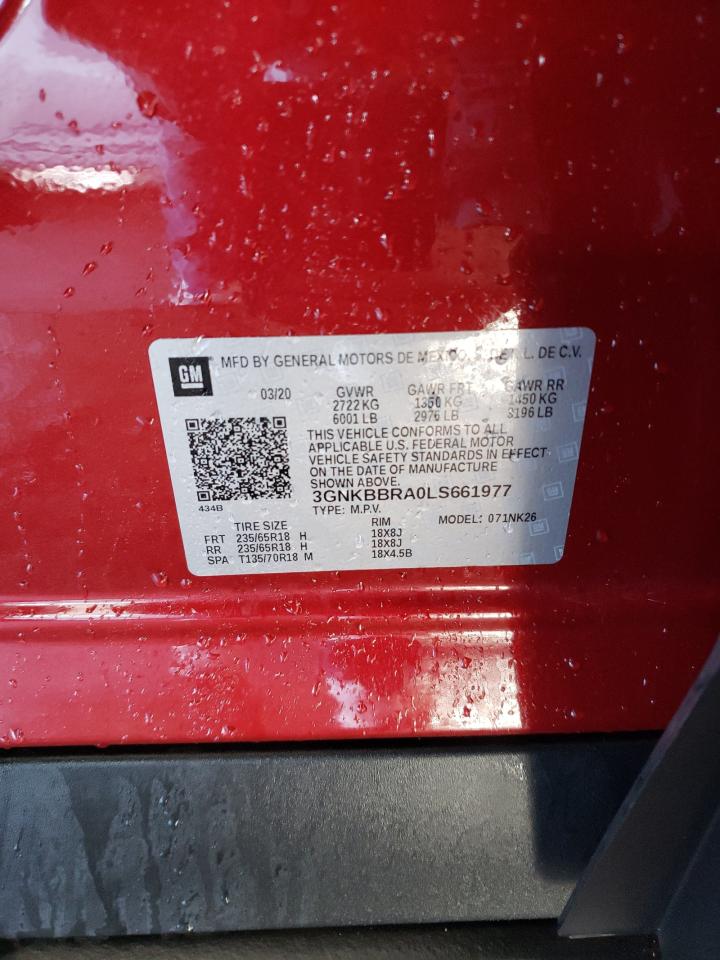 GM MFD BY GENERAL MOTORS DE MEXICO, S. DE R.L. DE C.V.
03/20 GVWR GAWR FRT GAWR RR
2722 KG 1350 KG 1450 KG
6001 LB 2976 LB 3196 LB
THIS VEHICLE CONFORMS TO ALL
APPLICABLE U.S. FEDERAL MOTOR
VEHICLE SAFETY STANDARDS IN EFFECT
ON THE DATE OF MANUFACTURE
SHOWN ABOVE.
3GNKBBRA0LS661977
434B TYPE: M.P.V.
TIRE SIZE RIM MODEL: 071NK26
FRT 235/65R18 H 18X8J
RR 235/65R18 H 18X8J
SPA T135/70R18 M 18X4.5B